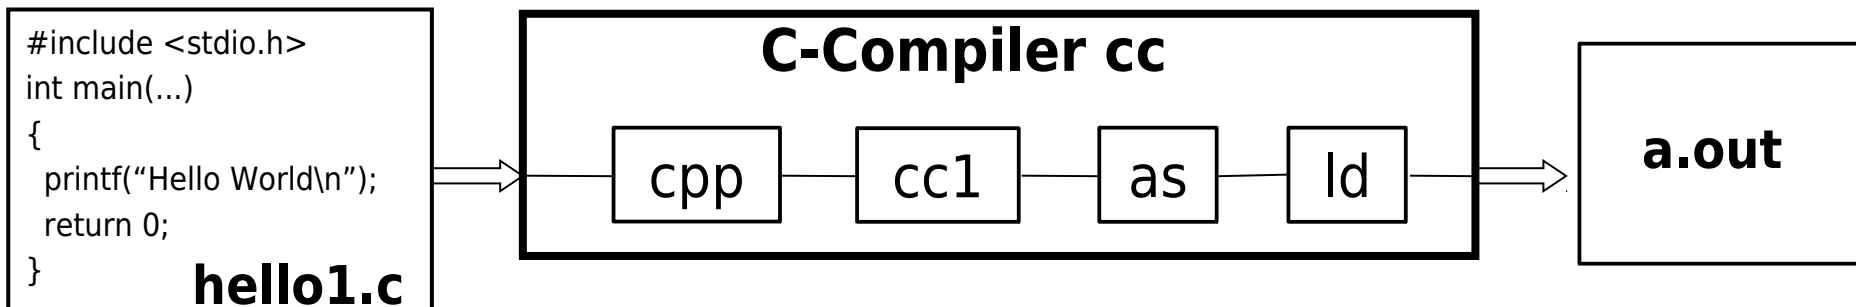 #include <stdio.h>
int main(...)
{
printf(“Hello World\n”);
return 0;
}
hello1.c
C-Compiler cc
cpp
cc1
as
ld
a.out